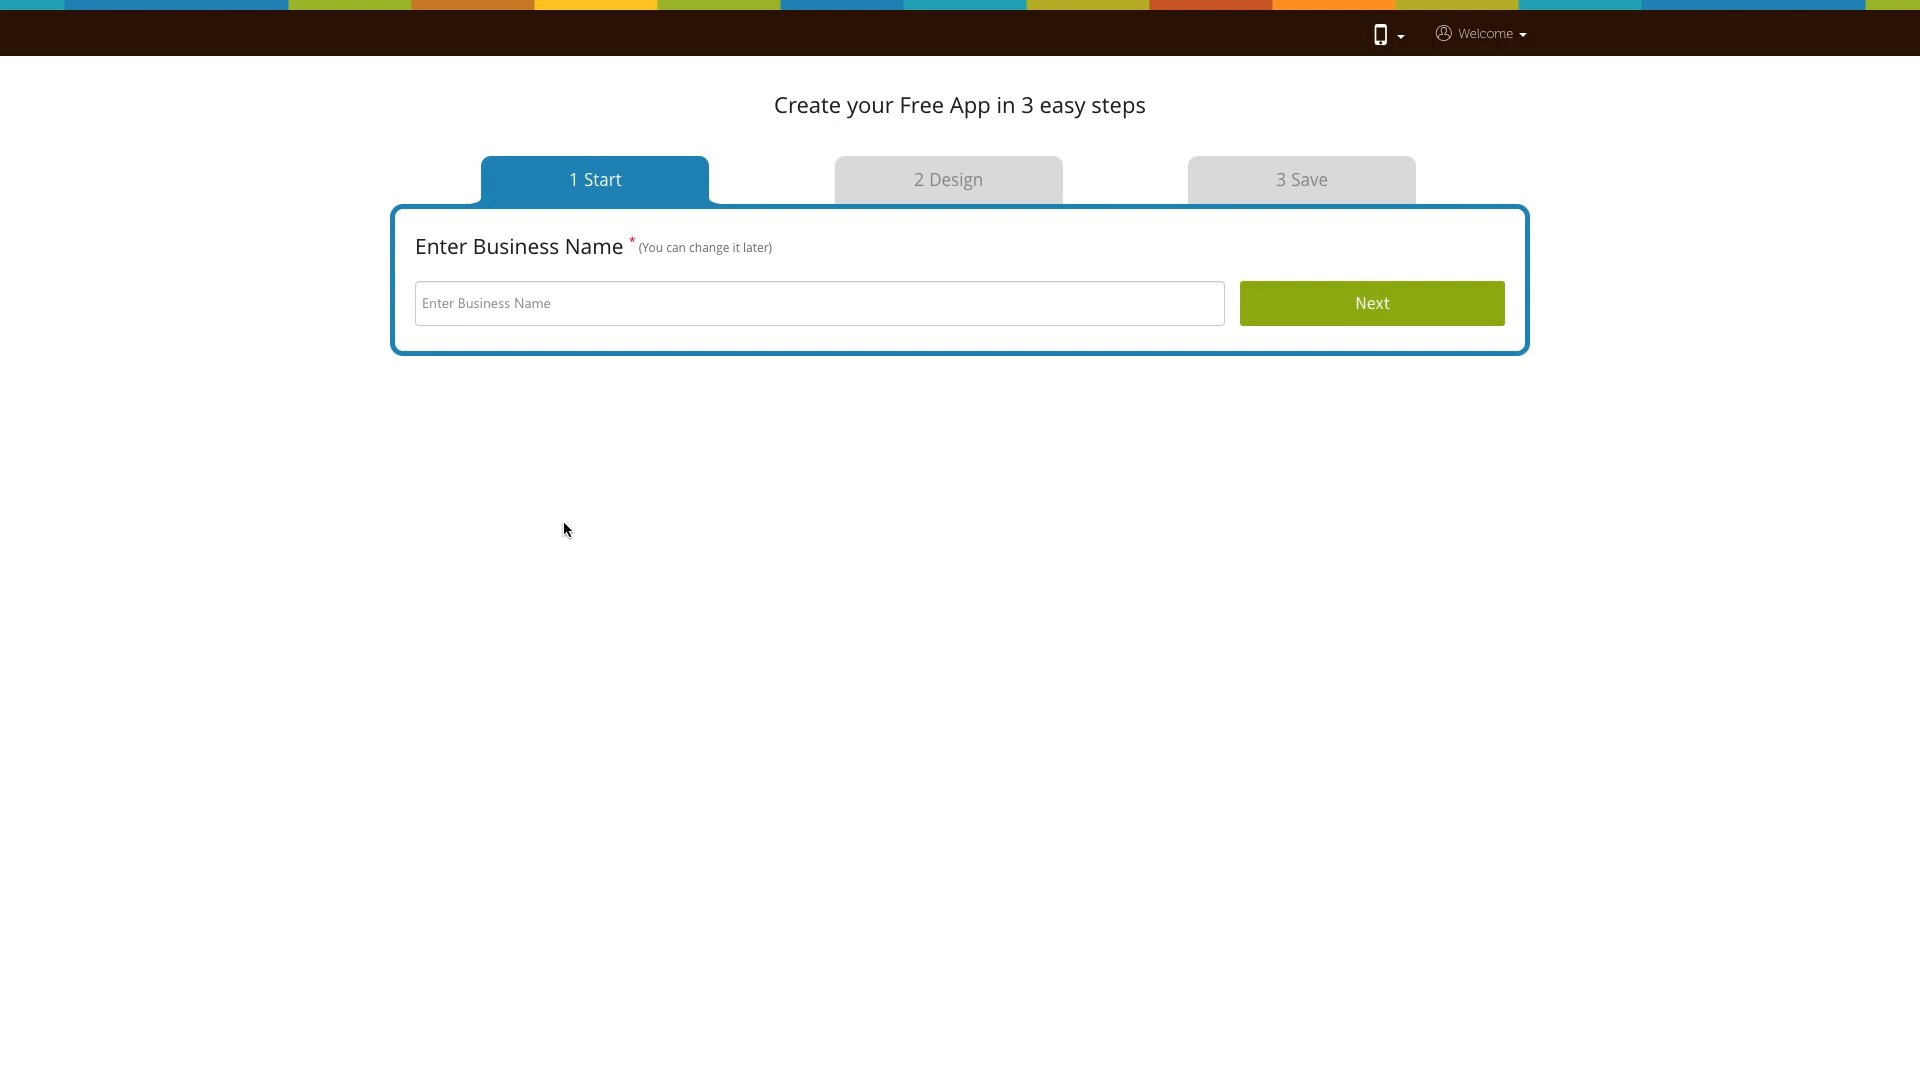 Welcome
Create your Free App in 3 easy steps
1 Start
2 Design
3 Save
Enter Business Name * (You can change it later)
Enter Business Name
Next